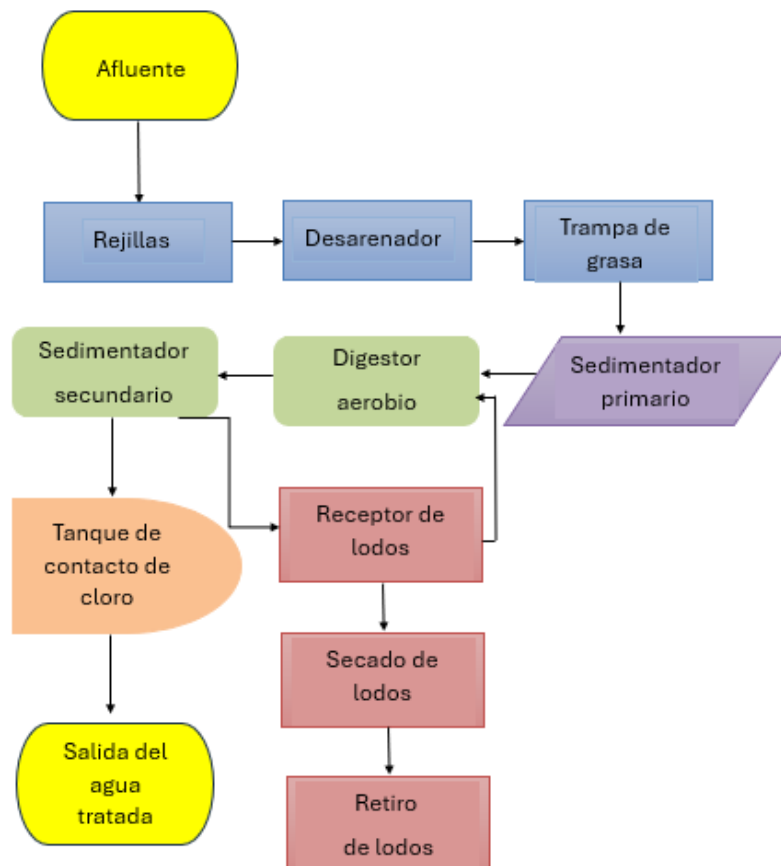 Afluente
Rejillas
Desarenador
Trampa de
grasa
Sedimentador
secundario
Digestor
aerobio
Sedimentador
primario
Tanque de
contacto de
cloro
Receptor de
lodos
Secado de
lodos
Salida del
agua
tratada
Retiro
de lodos